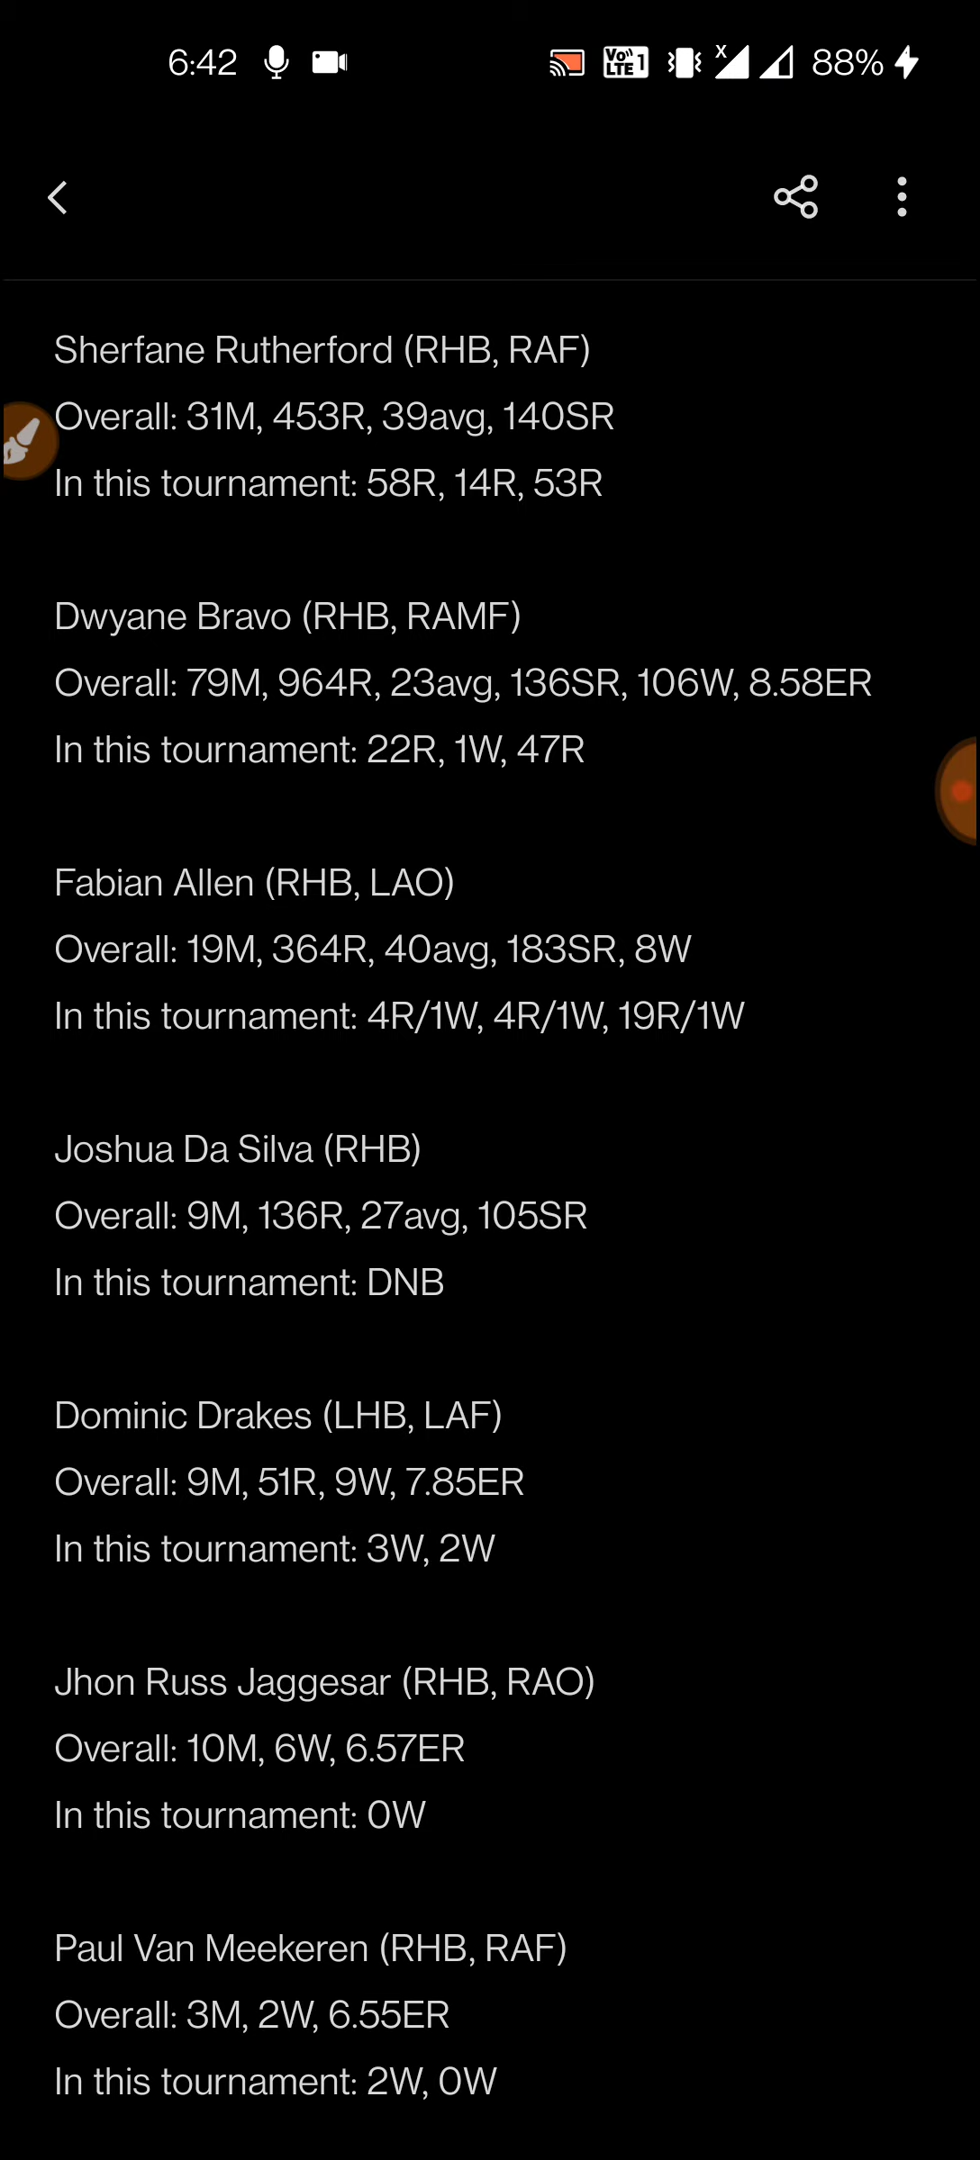 6:42 Vo)) LTE 1 x 88%
Sherfane Rutherford (RHB, RAF)
Overall: 31M, 453R, 39avg, 140SR
In this tournament: 58R, 14R, 53R
Dwyane Bravo (RHB, RAMF)
Overall: 79M, 964R, 23avg, 136SR, 106W, 8.58ER
In this tournament: 22R, 1W, 47R
Fabian Allen (RHB, LAO)
Overall: 19M, 364R, 40avg, 183SR, 8W
In this tournament: 4R/1W, 4R/1W, 19R/1W
Joshua Da Silva (RHB)
Overall: 9M, 136R, 27avg, 105SR
In this tournament: DNB
Dominic Drakes (LHB, LAF)
Overall: 9M, 51R, 9W, 7.85ER
In this tournament: 3W, 2W
Jhon Russ Jaggesar (RHB, RAO)
Overall: 10M, 6W, 6.57ER
In this tournament: 0W
Paul Van Meekeren (RHB, RAF)
Overall: 3M, 2W, 6.55ER
In this tournament: 2W, 0W